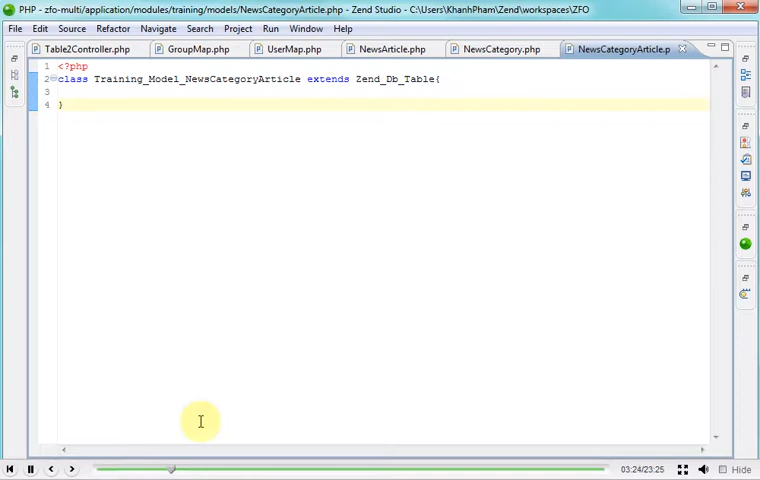 PHP - zfo-multi/application/modules/training/models/NewsCategoryArticle.php - Zend Studio - C:\Users\KhanhPham\Zend\workspaces\ZFO
File Edit Source Refactor Navigate Search Project Run Window Help
Table2Controller.php GroupMap.php UserMap.php NewsArticle.php NewsCategory.php NewsCategoryArticle.p
1 <?php
2 class Training_Model_NewsCategoryArticle extends Zend_Db_Table{
3
4 }
03:24/23:25 Hide